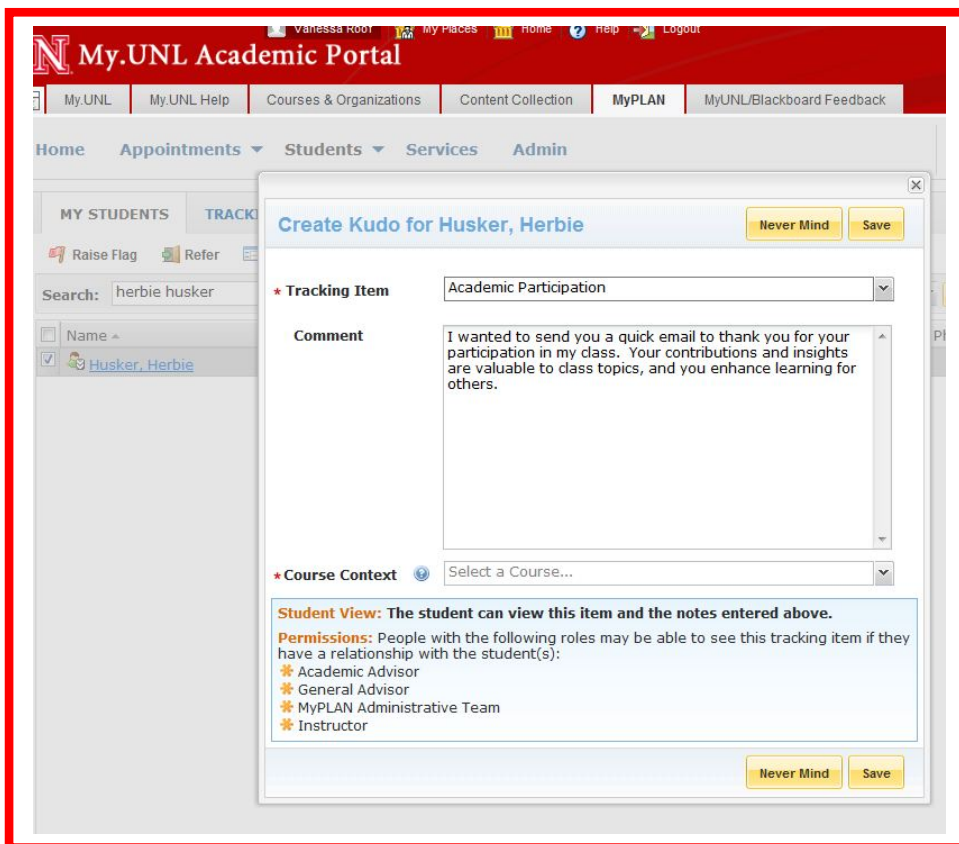 Vanessa Roof My Places Home Help Logout
N My.UNL Academic Portal
My.UNL My.UNL Help Courses & Organizations Content Collection MyPLAN MyUNL/Blackboard Feedback
Home Appointments Students Services Admin
MY STUDENTS
Create Kudo for Husker, Herbie Never Mind Save
Raise Flag Refer
Search: herbie husker
* Tracking Item Academic Participation
Name
Husker, Herbie
Comment I wanted to send you a quick email to thank you for your
participation in my class. Your contributions and insights
are valuable to class topics, and you enhance learning for
others.
* Course Context Select a Course...
Student View: The student can view this item and the notes entered above.
Permissions: People with the following roles may be able to see this tracking item if they
have a relationship with the student(s):
Academic Advisor
General Advisor
MyPLAN Administrative Team
Instructor
Never Mind Save